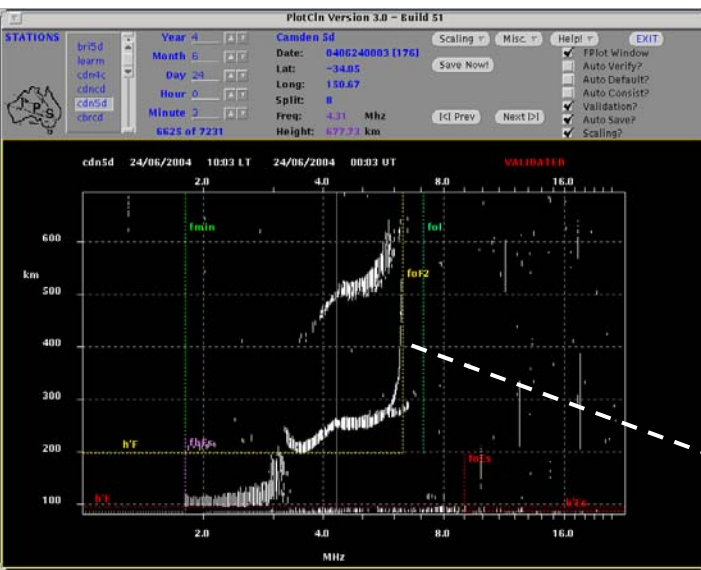 PlotCln Version 3.0 - Build 51
STATIONS
bri5d
learm
cdn4c
cdncd
cdn5d
cbrcd
IPS
Year 4
Month 6
Day 24
Hour 0
Minute 3
6625 of 7231
Camden 5d
Date: 0406240003 [176]
Lat: -34.05
Long: 150.67
Split: 8
Freq: 4.31 Mhz
Height: 677.73 km
Scaling
Misc.
Help!
EXIT
Save Now!
|<| Prev
Next |>|
FPlot Window
Auto Verify?
Auto Default?
Auto Consist?
Validation?
Auto Save?
Scaling?
cdn5d 24/06/2004 10:03 LT 24/06/2004 00:03 UT VALIDATED
2.0 4.0 8.0 16.0
fmin
foI
foF2
600
km
500
400
300
h'F
200
foEs
h'E
100
h'Es
2.0 4.0 8.0 16.0
MHz